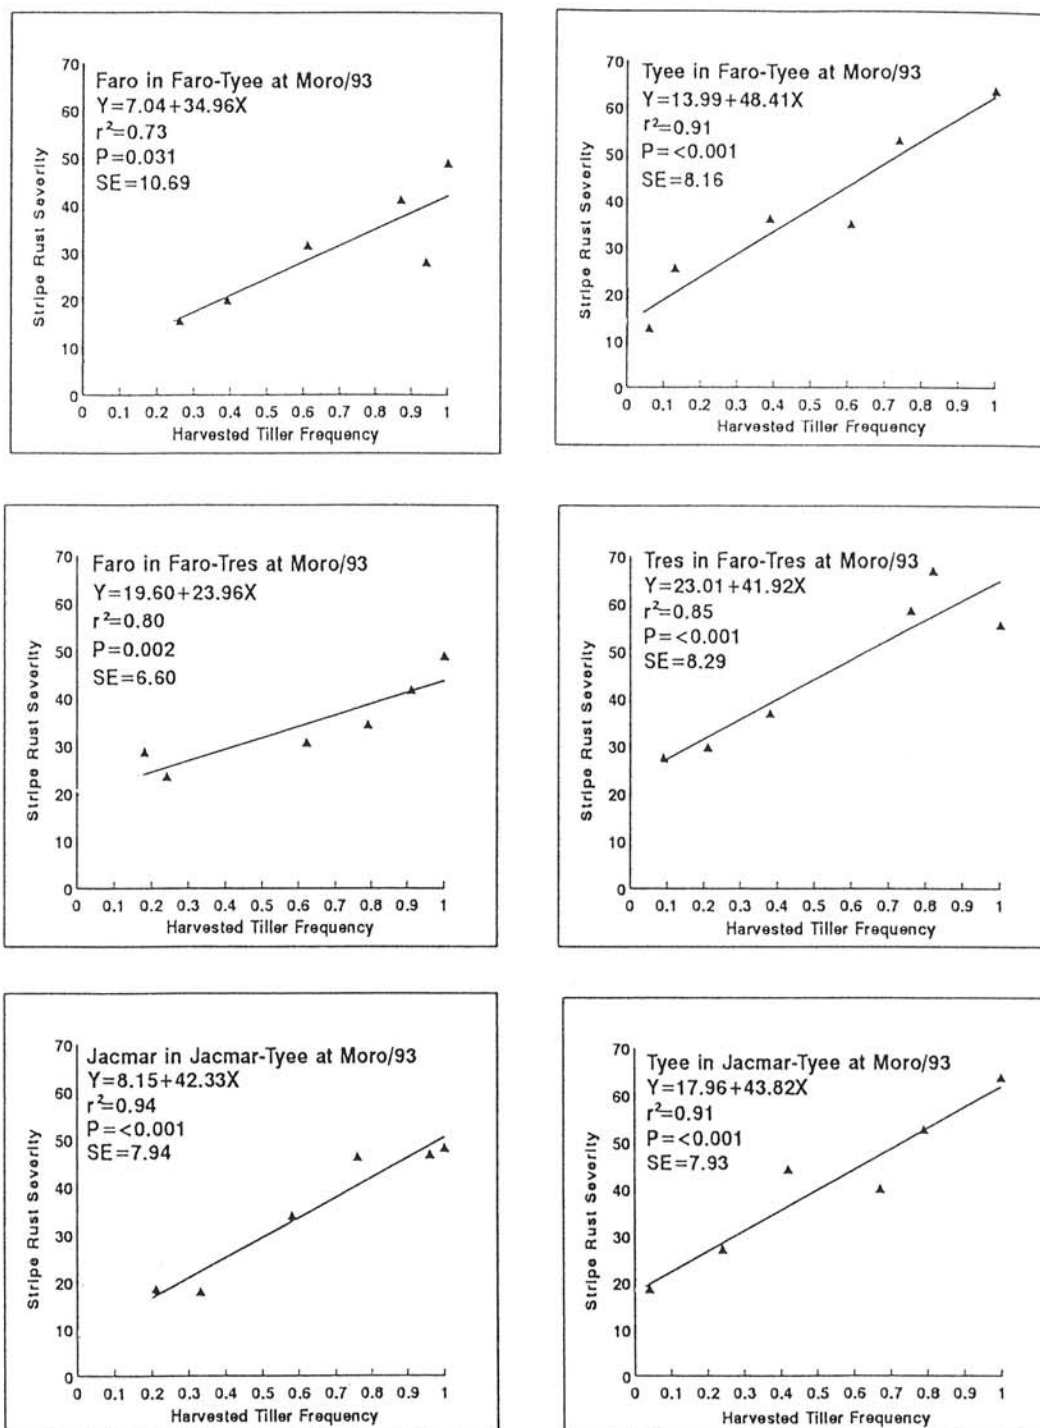 Faro in Faro-Tyee at Moro/93
Y=7.04+34.96X
r²=0.73
P=0.031
SE=10.69
Stripe Rust Severity
70
60
50
40
30
20
10
0
0 0.1 0.2 0.3 0.4 0.5 0.6 0.7 0.8 0.9 1
Harvested Tiller Frequency
Tyee in Faro-Tyee at Moro/93
Y=13.99+48.41X
r²=0.91
P=<0.001
SE=8.16
Stripe Rust Severity
70
60
50
40
30
20
10
0
0 0.1 0.2 0.3 0.4 0.5 0.6 0.7 0.8 0.9 1
Harvested Tiller Frequency
Faro in Faro-Tres at Moro/93
Y=19.60+23.96X
r²=0.80
P=0.002
SE=6.60
Stripe Rust Severity
70
60
50
40
30
20
10
0
0 0.1 0.2 0.3 0.4 0.5 0.6 0.7 0.8 0.9 1
Harvested Tiller Frequency
Tres in Faro-Tres at Moro/93
Y=23.01+41.92X
r²=0.85
P=<0.001
SE=8.29
Stripe Rust Severity
70
60
50
40
30
20
10
0
0 0.1 0.2 0.3 0.4 0.5 0.6 0.7 0.8 0.9 1
Harvested Tiller Frequency
Jacmar in Jacmar-Tyee at Moro/93
Y=8.15+42.33X
r²=0.94
P=<0.001
SE=7.94
Stripe Rust Severity
70
60
50
40
30
20
10
0
0 0.1 0.2 0.3 0.4 0.5 0.6 0.7 0.8 0.9 1
Harvested Tiller Frequency
Tyee in Jacmar-Tyee at Moro/93
Y=17.96+43.82X
r²=0.91
P=<0.001
SE=7.93
Stripe Rust Severity
70
60
50
40
30
20
10
0
0 0.1 0.2 0.3 0.4 0.5 0.6 0.7 0.8 0.9 1
Harvested Tiller Frequency